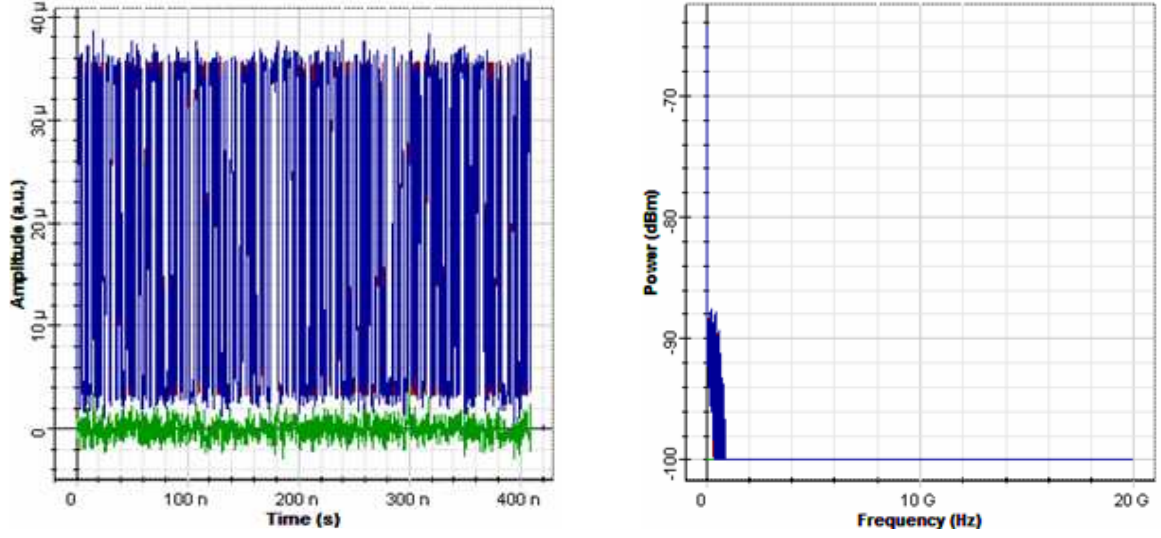 40 µ
30 µ
20 µ
10 µ
0
Amplitude (a.u.)
0
100 n
200 n
300 n
400 n
Time (s)
-70
-80
-90
-100
Power (dBm)
0
10 G
20 G
Frequency (Hz)